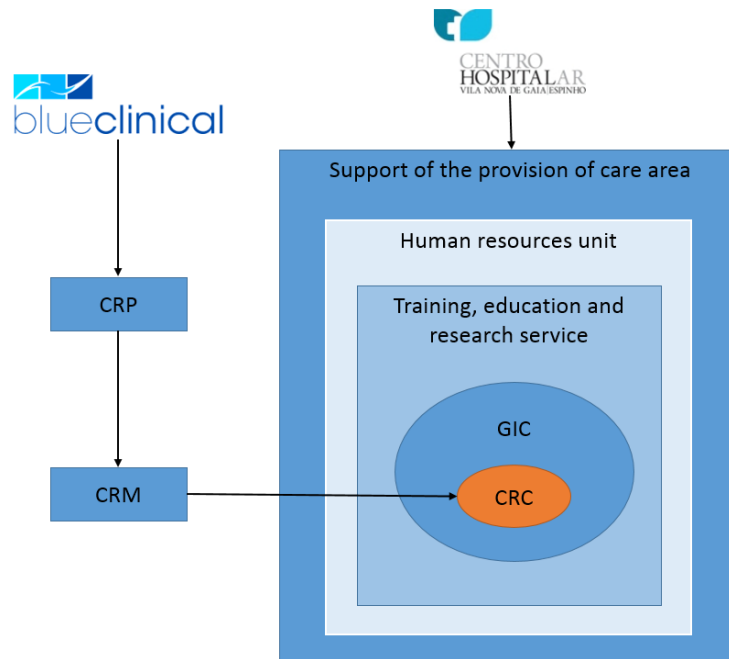 CENTRO
HOSPITALAR
VILA NOVA DE GAIA|ESPINHO
blueclinical
Support of the provision of care area
Human resources unit
CRP
Training, education and
research service
GIC
CRM
CRC